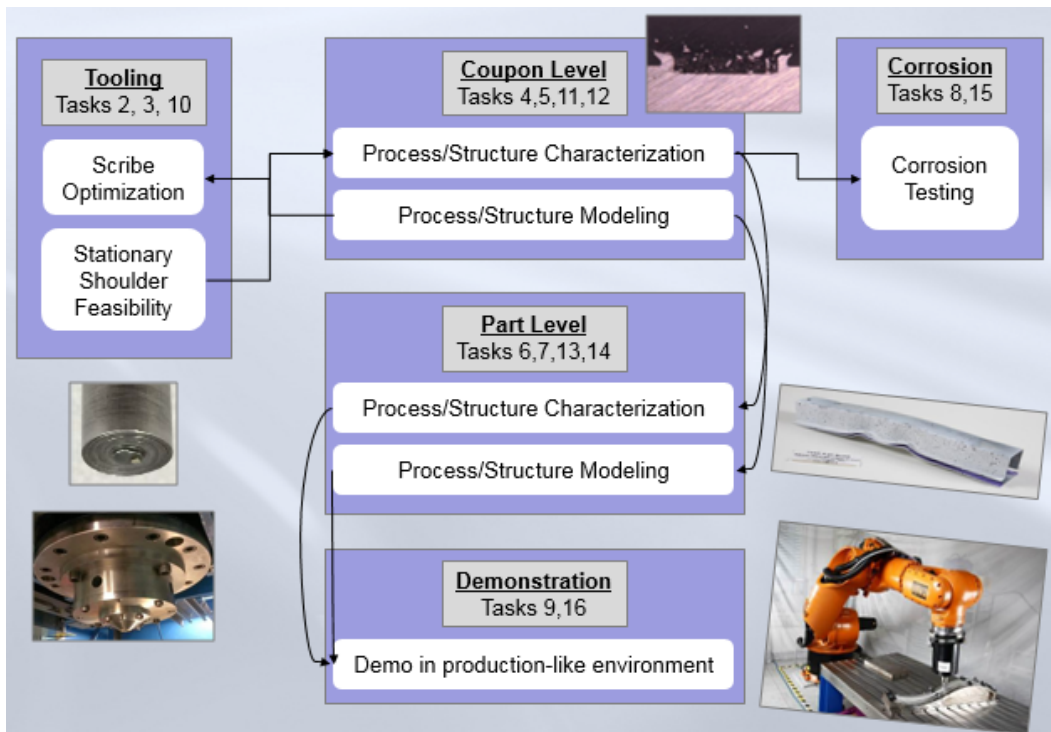 Tooling
Tasks 2, 3, 10
Scribe
Optimization
Stationary
Shoulder
Feasibility
Coupon Level
Tasks 4,5,11,12
Process/Structure Characterization
Process/Structure Modeling
Corrosion
Tasks 8,15
Corrosion
Testing
Part Level
Tasks 6,7,13,14
Process/Structure Characterization
Process/Structure Modeling
Demonstration
Tasks 9,16
Demo in production-like environment